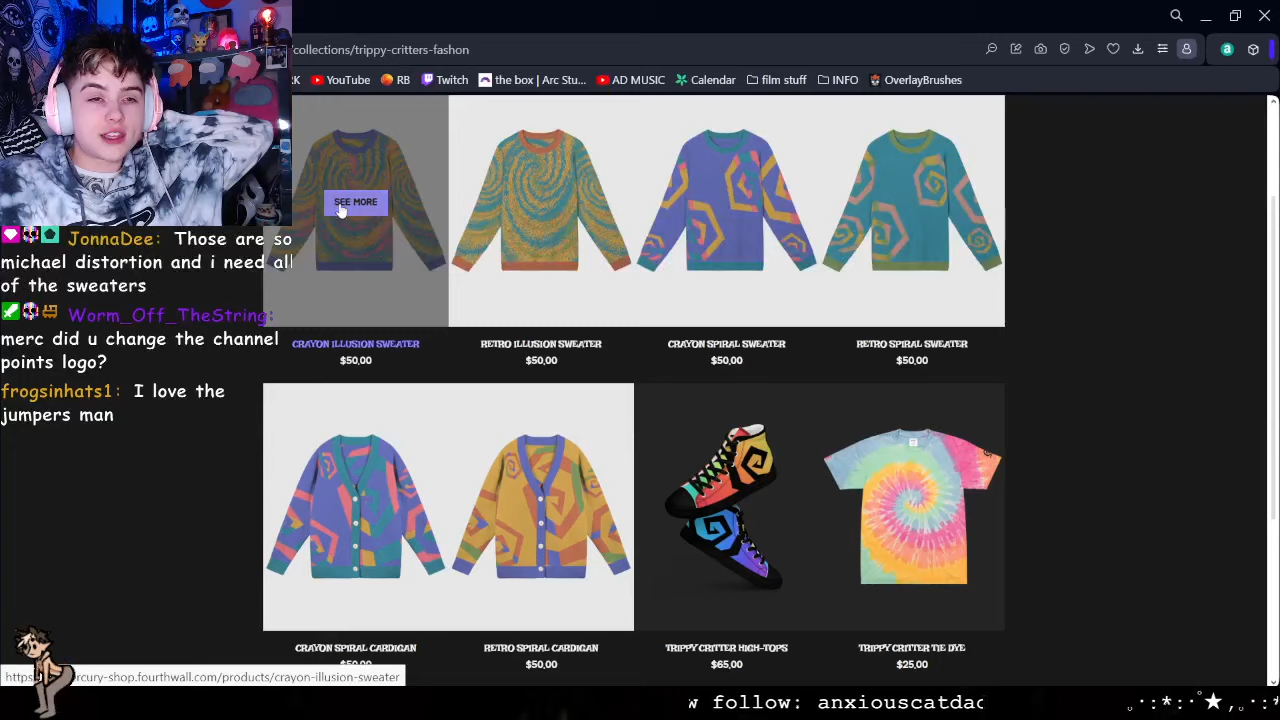 /collections/trippy-critters-fashon
YouTube RB Twitch the box | Arc Stu... AD MUSIC Calendar film stuff INFO OverlayBrushes
SEE MORE
JonnaDee: Those are so
michael distortion and i need all
of the sweaters
Worm_Off_TheString:
merc did u change the channel
points logo?
frogsinhats1: I love the
jumpers man
CRAYON ILLUSION SWEATER
$50,00
RETRO ILLUSION SWEATER
$50,00
CRAYON SPIRAL SWEATER
$50,00
RETRO SPIRAL SWEATER
$50,00
CRAYON SPIRAL CARDIGAN
$50,00
RETRO SPIRAL CARDIGAN
$50,00
TRIPPY CRITTER HIGH-TOPS
$65,00
TRIPPY CRITTER TIE DYE
$25,00
rcury-shop.fourthwall.com/products/crayon-illusion-sweater
w follow: anxiouscatdac